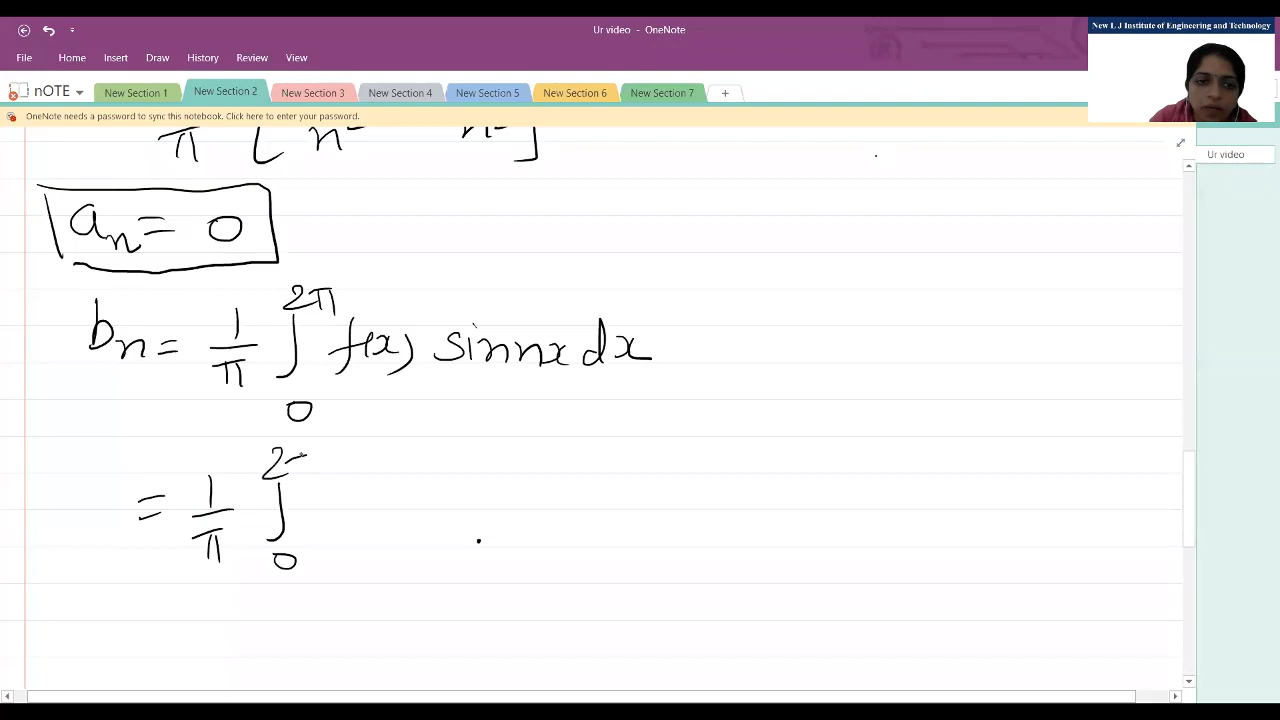 Ur video - OneNote
New L J Institute of Engineering and Technology
File Home Insert Draw History Review View
nOTE New Section 1 New Section 2 New Section 3 New Section 4 New Section 5 New Section 6 New Section 7 +
OneNote needs a password to sync this notebook. Click here to enter your password.
Ur video
π [ n² n² ]
aₙ = 0
bₙ = 1/π ∫₀^2π f(x) sin nx dx
= 1/π ∫₀^2